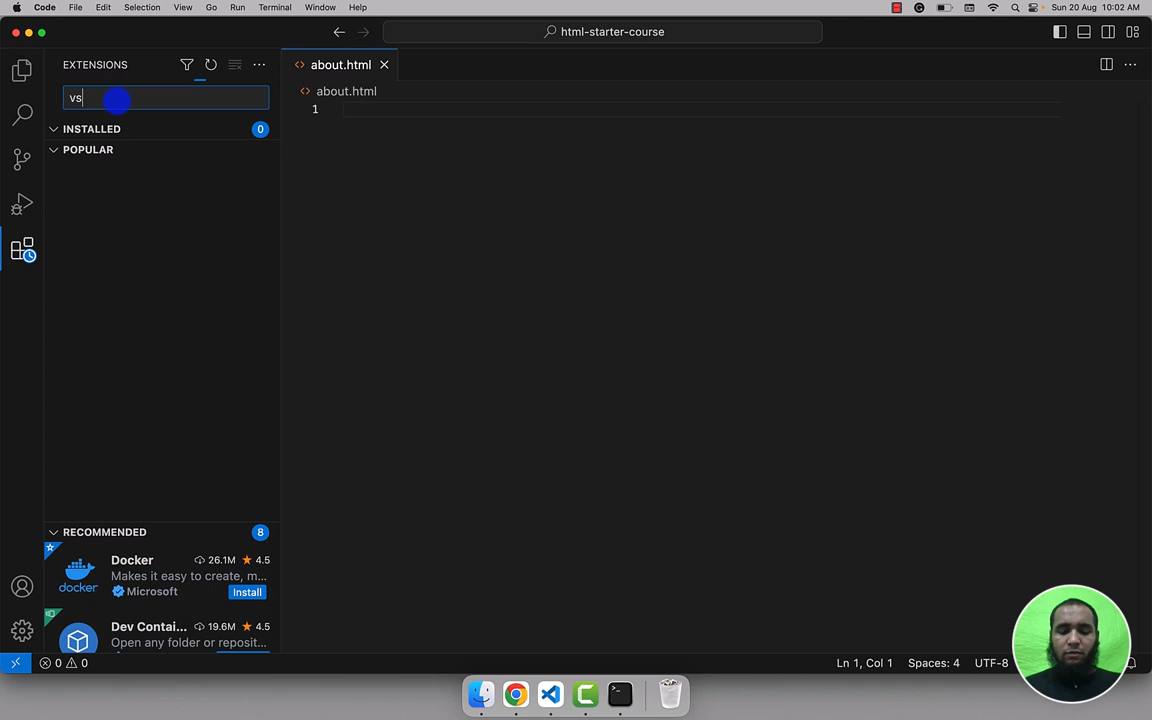 Code File Edit Selection View Go Run Terminal Window Help
Sun 20 Aug 10:02 AM
html-starter-course
EXTENSIONS
vs
INSTALLED
0
POPULAR
RECOMMENDED
8
Docker
26.1M
4.5
Makes it easy to create, m...
Microsoft
Install
docker
Dev Contai...
19.6M
4.5
Open any folder or reposit...
about.html
about.html
1
0
0
Ln 1, Col 1
Spaces: 4
UTF-8